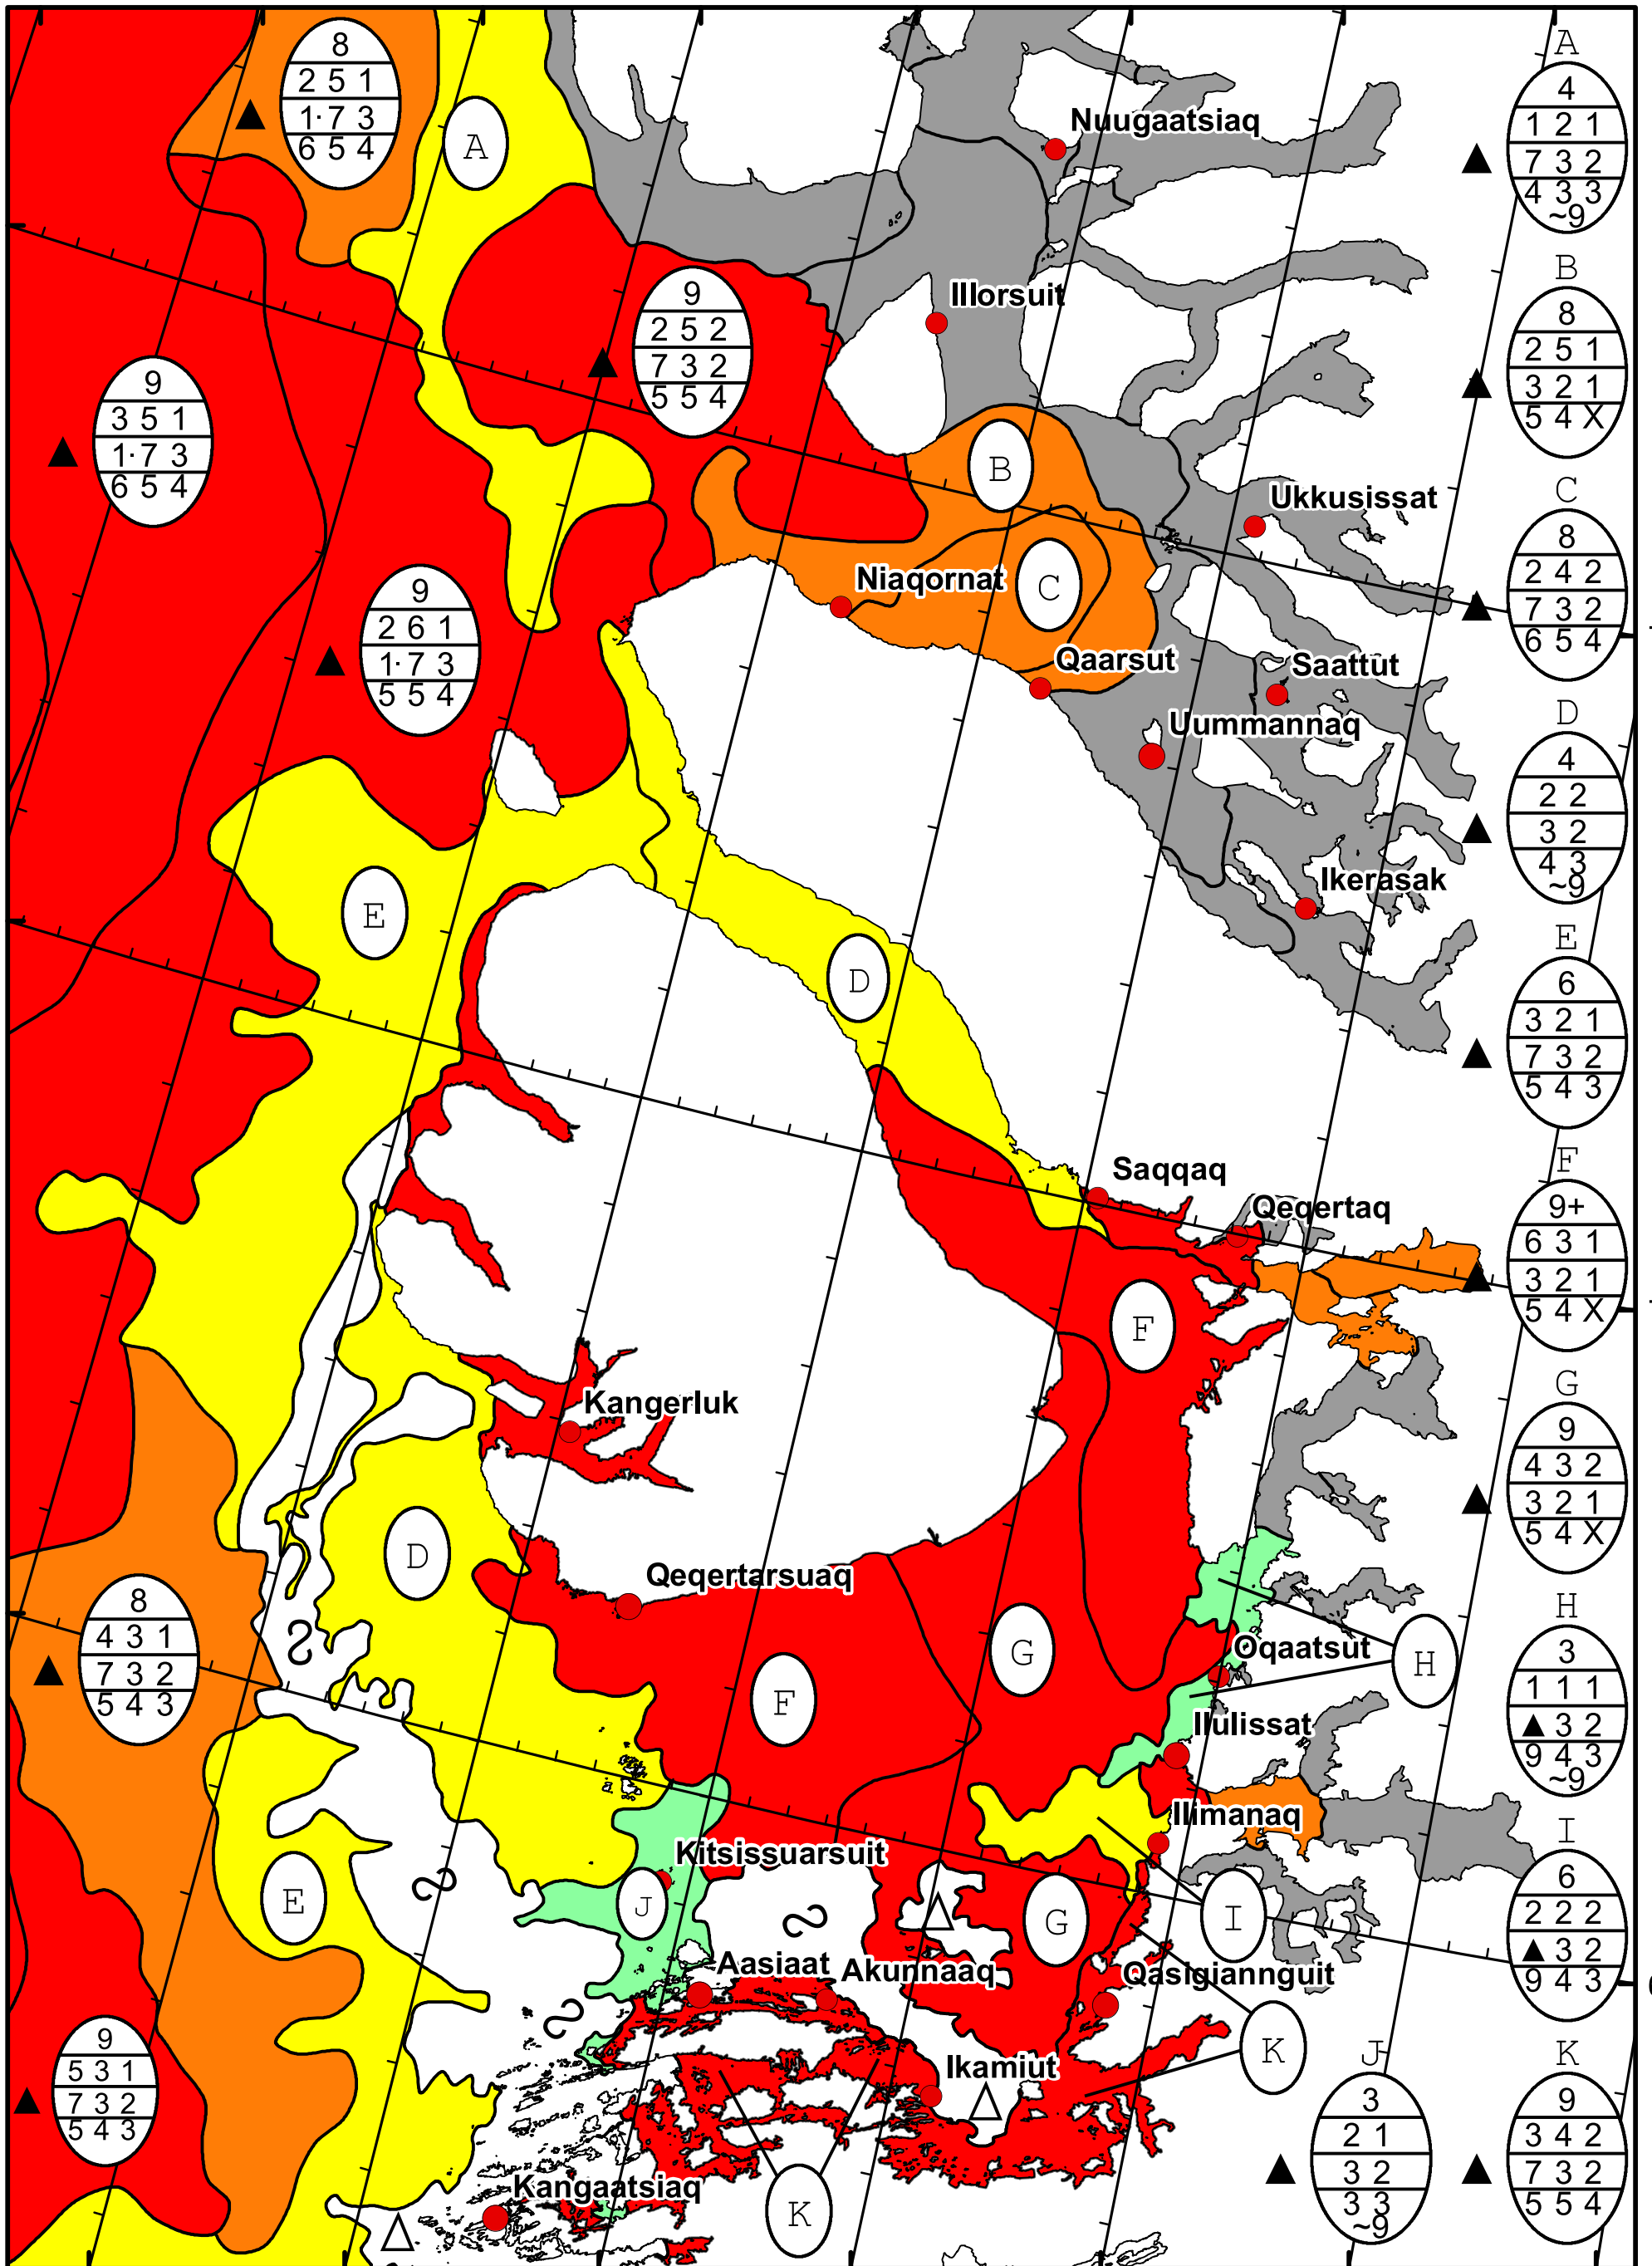 8
2 5 1
1· 7 3
6 5 4
A
Nuugaatsiaq
A
4
1 2 1
7 3 2
4 3 3
~9
Illorsuit
9
2 5 2
7 3 2
5 5 4
B
8
2 5 1
3 2 1
5 4 X
9
3 5 1
1· 7 3
6 5 4
B
Ukkusissat
C
8
2 4 2
7 3 2
6 5 4
9
2 6 1
1· 7 3
5 5 4
Niaqornat
C
Qaarsut
Saattut
Uummannaq
D
4
2 2
3 2
4 3
~9
E
Ikerasak
D
E
6
3 2 1
7 3 2
5 4 3
Saqqaq
Qeqertaq
F
9+
6 3 1
3 2 1
5 4 X
F
Kangerluk
G
9
4 3 2
3 2 1
5 4 X
D
Qeqertarsuaq
8
4 3 1
7 3 2
5 4 3
F
G
Oqaatsut
H
H
3
1 1 1
▲ 3 2
9 4 3
~9
Ilulissat
Ilimanaq
Kitsissuarsuit
E
J
G
I
I
6
2 2 2
▲ 3 2
9 4 3
Aasiaat
Akunnaaq
Qasigiannguit
9
5 3 1
7 3 2
5 4 3
Ikamiut
K
J
3
2 1
3 2
3 3
~9
K
9
3 4 2
7 3 2
5 5 4
Kangaatsiaq
K